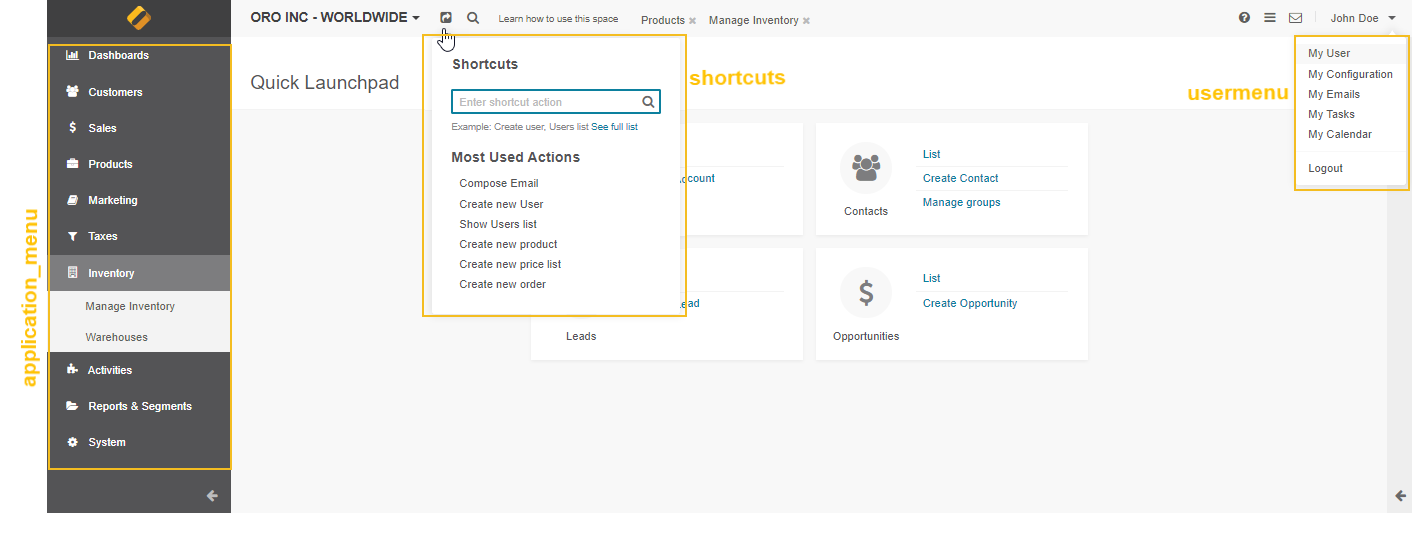 ORO INC - WORLDWIDE
Learn how to use this space
Products ×
Manage Inventory ×
John Doe
application_menu
Dashboards
Customers
Sales
Products
Marketing
Taxes
Inventory
Manage Inventory
Warehouses
Activities
Reports & Segments
System
Quick Launchpad
Shortcuts
Enter shortcut action
Example: Create user, Users list See full list
Most Used Actions
Compose Email
Create new User
Show Users list
Create new product
Create new price list
Create new order
shortcuts
Leads
Contacts
List
Create Contact
Manage groups
Opportunities
List
Create Opportunity
usermenu
My User
My Configuration
My Emails
My Tasks
My Calendar
Logout